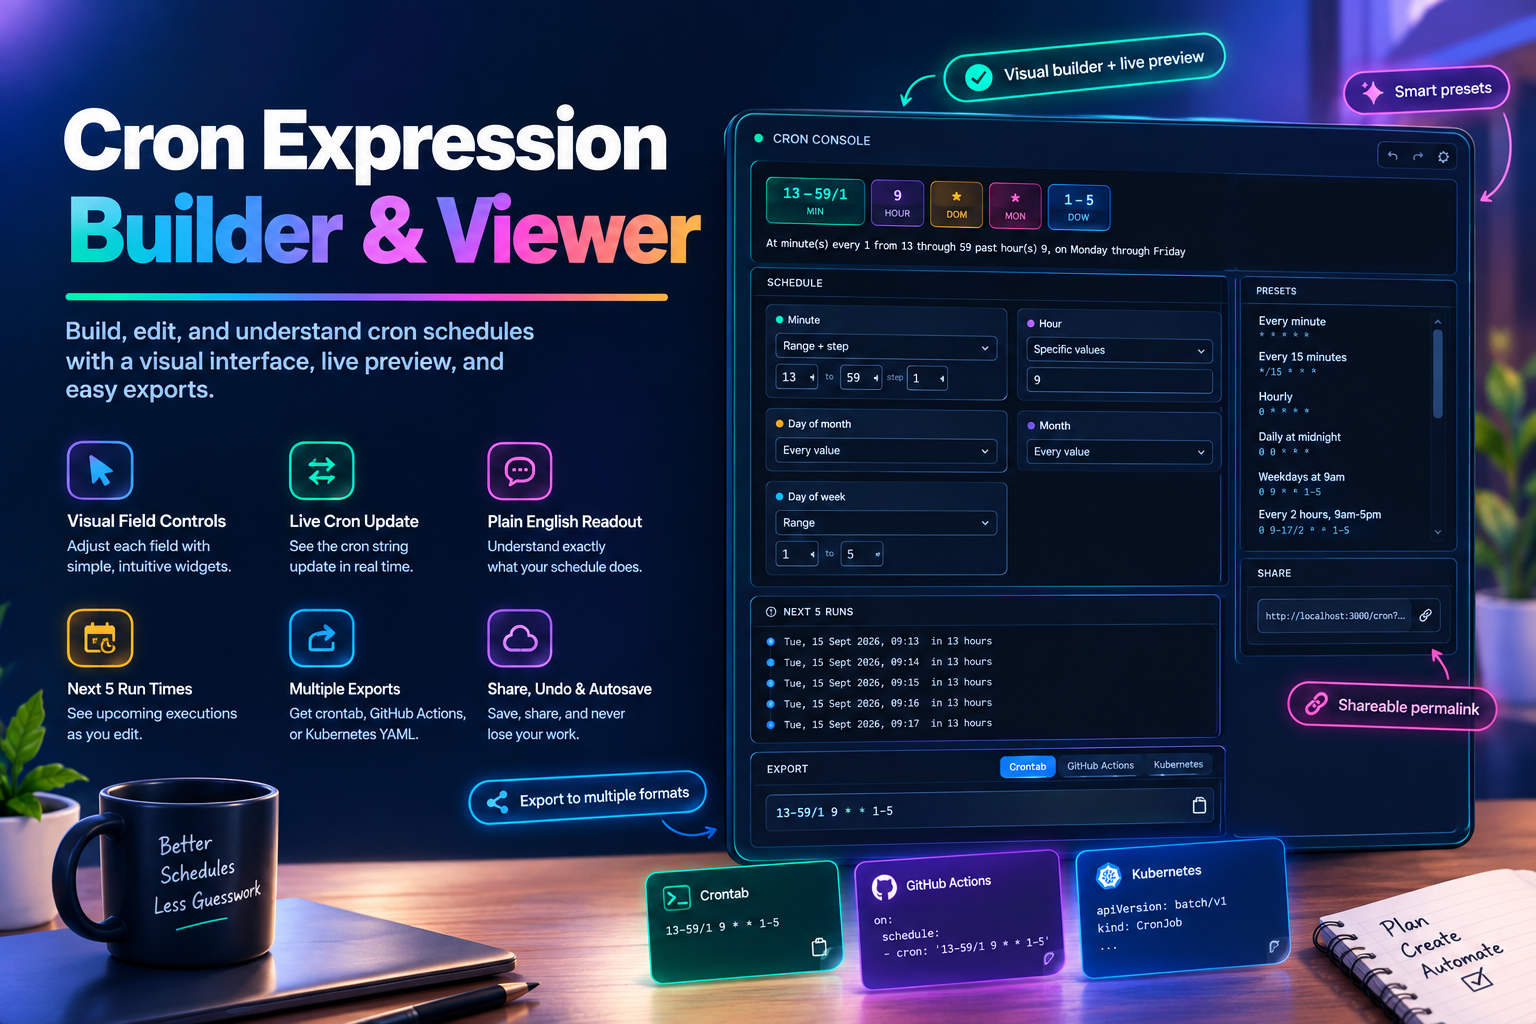 Cron Expression
Builder & Viewer
Build, edit, and understand cron schedules
with a visual interface, live preview, and
easy exports.
Visual Field Controls
Adjust each field with
simple, intuitive widgets.
Live Cron Update
See the cron string
update in real time.
Plain English Readout
Understand exactly
what your schedule does.
Next 5 Run Times
See upcoming executions
as you edit.
Multiple Exports
Get crontab, GitHub Actions,
or Kubernetes YAML.
Share, Undo & Autosave
Save, share, and never
lose your work.
Visual builder + live preview
Smart presets
CRON CONSOLE
13-59/1
MIN
9
HOUR
*
DOM
*
MON
1-5
DOW
At minute(s) every 1 from 13 through 59 past hour(s) 9, on Monday through Friday
SCHEDULE
Minute
Range + step
13 to 59 step 1
Hour
Specific values
9
Day of month
Every value
Month
Every value
Day of week
Range
1 to 5
PRESETS
Every minute
* * * * *
Every 15 minutes
*/15 * * *
Hourly
0 * * * *
Daily at midnight
0 0 * * *
Weekdays at 9am
0 9 * * 1-5
Every 2 hours, 9am-5pm
0 9-17/2 * * 1-5
SHARE
http://localhost:3000/cron?...
Shareable permalink
NEXT 5 RUNS
Tue, 15 Sept 2026, 09:13 in 13 hours
Tue, 15 Sept 2026, 09:14 in 13 hours
Tue, 15 Sept 2026, 09:15 in 13 hours
Tue, 15 Sept 2026, 09:16 in 13 hours
Tue, 15 Sept 2026, 09:17 in 13 hours
EXPORT
Crontab
GitHub Actions
Kubernetes
13-59/1 9 * * 1-5
Export to multiple formats
Crontab
13-59/1 9 * * 1-5
GitHub Actions
on:
schedule:
- cron: '13-59/1 9 * * 1-5'
Kubernetes
apiVersion: batch/v1
kind: CronJob
...
Better
Schedules
Less Guesswork
Plan
Create
Automate